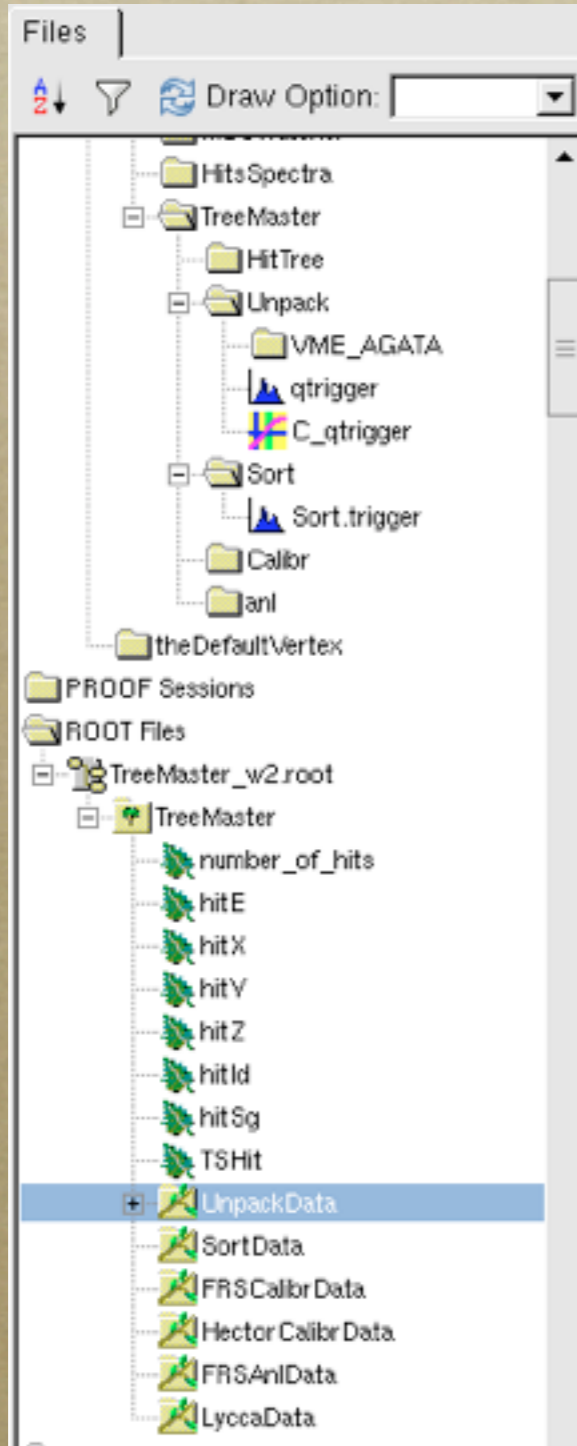 Files
Draw Option:
HitsSpectra
TreeMaster
HitTree
Unpack
VME_AGATA
qtrigger
C_qtrigger
Sort
Sort.trigger
Calibr
anl
theDefaultVertex
PROOF Sessions
ROOT Files
TreeMaster_w2.root
TreeMaster
number_of_hits
hitE
hitX
hitY
hitZ
hitId
hitSg
TSHit
UnpackData
SortData
FRSCalibrData
HectorCalibrData
FRSAnlData
LyccaData